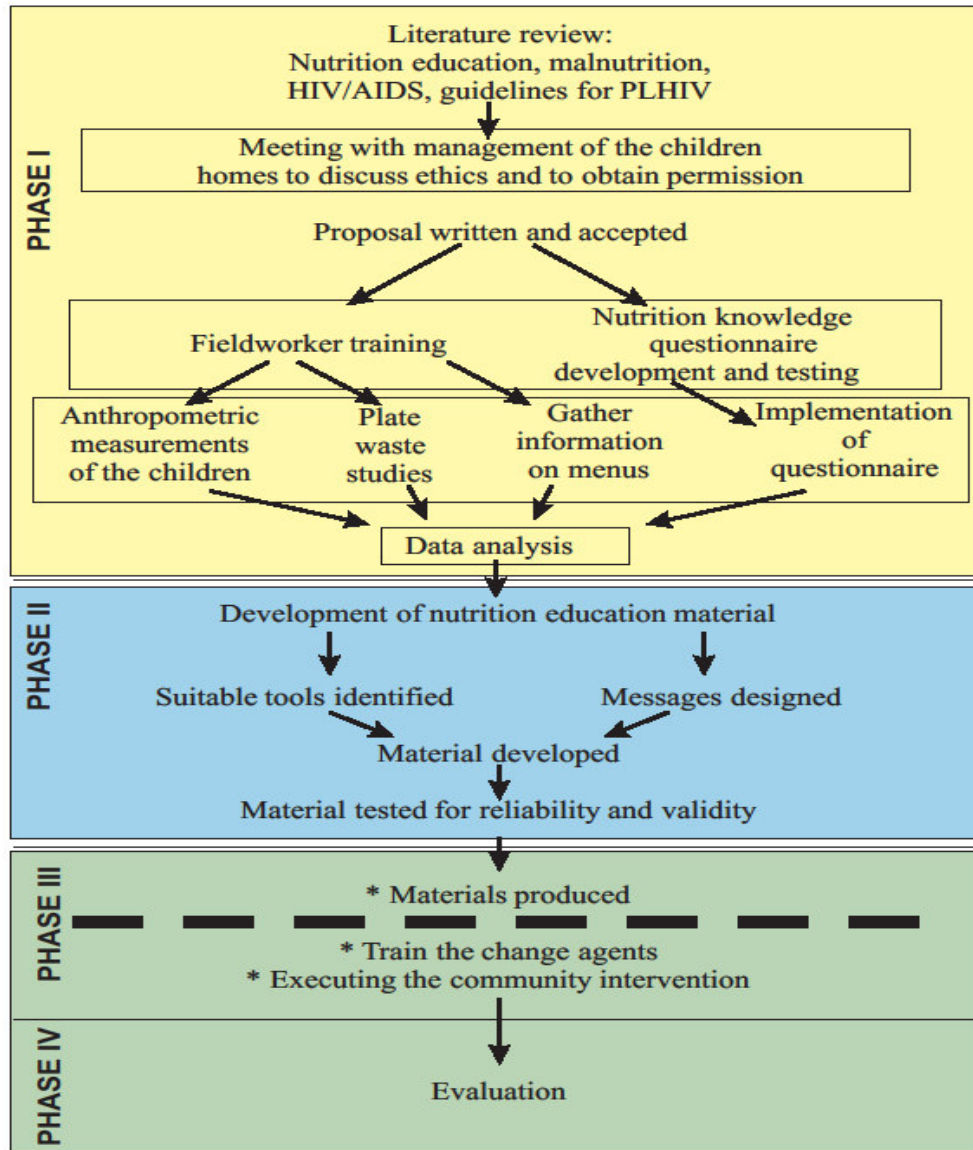 PHASE I
Literature review:
Nutrition education, malnutrition,
HIV/AIDS, guidelines for PLHIV
Meeting with management of the children
homes to discuss ethics and to obtain permission
Proposal written and accepted
Fieldworker training
Nutrition knowledge
questionnaire
development and testing
Anthropometric
measurements
of the children
Plate
waste
studies
Gather
information
on menus
Implementation
of
questionnaire
Data analysis
PHASE II
Development of nutrition education material
Suitable tools identified
Messages designed
Material developed
Material tested for reliability and validity
PHASE III
* Materials produced
* Train the change agents
* Executing the community intervention
PHASE IV
Evaluation